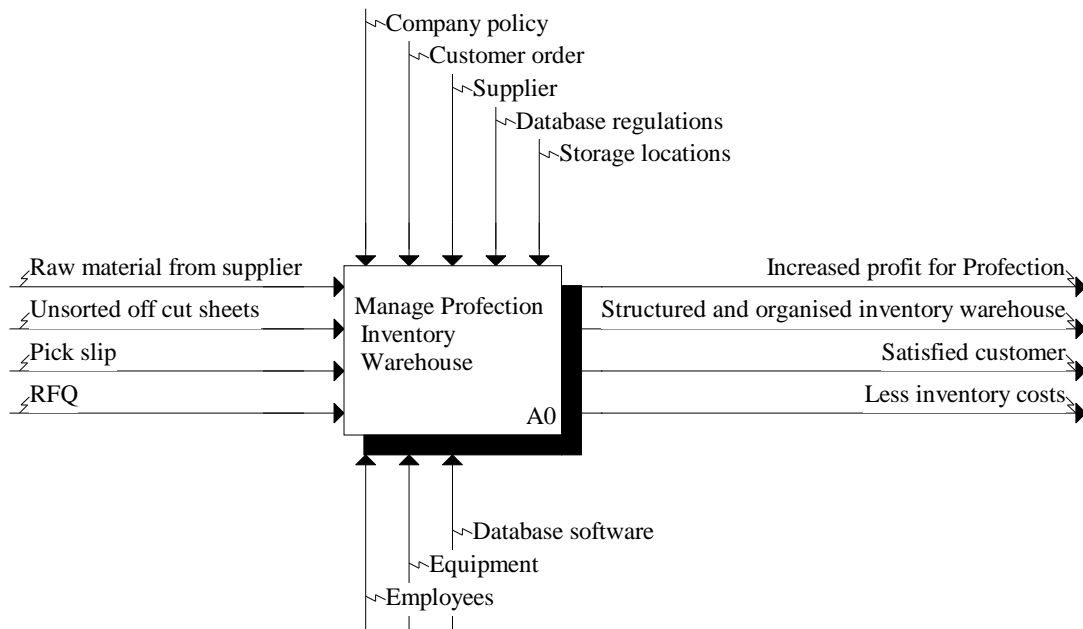 Company policy
Customer order
Supplier
Database regulations
Storage locations
Raw material from supplier
Unsorted off cut sheets
Pick slip
RFQ
Manage Profection
Inventory
Warehouse
A0
Increased profit for Profection
Structured and organised inventory warehouse
Satisfied customer
Less inventory costs
Database software
Equipment
Employees